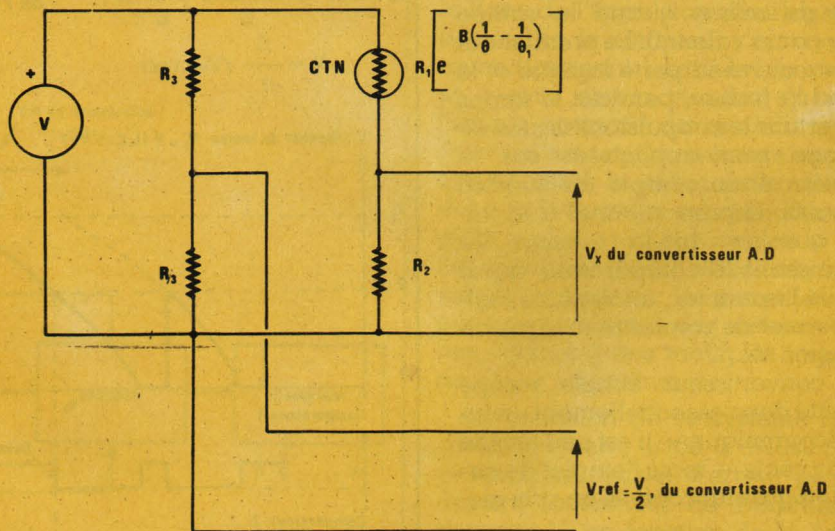 +
V
R3
CTN
R1[e B(1/θ - 1/θ1)]
R3
R2
Vx du convertisseur A.D
Vref = V/2, du convertisseur A.D